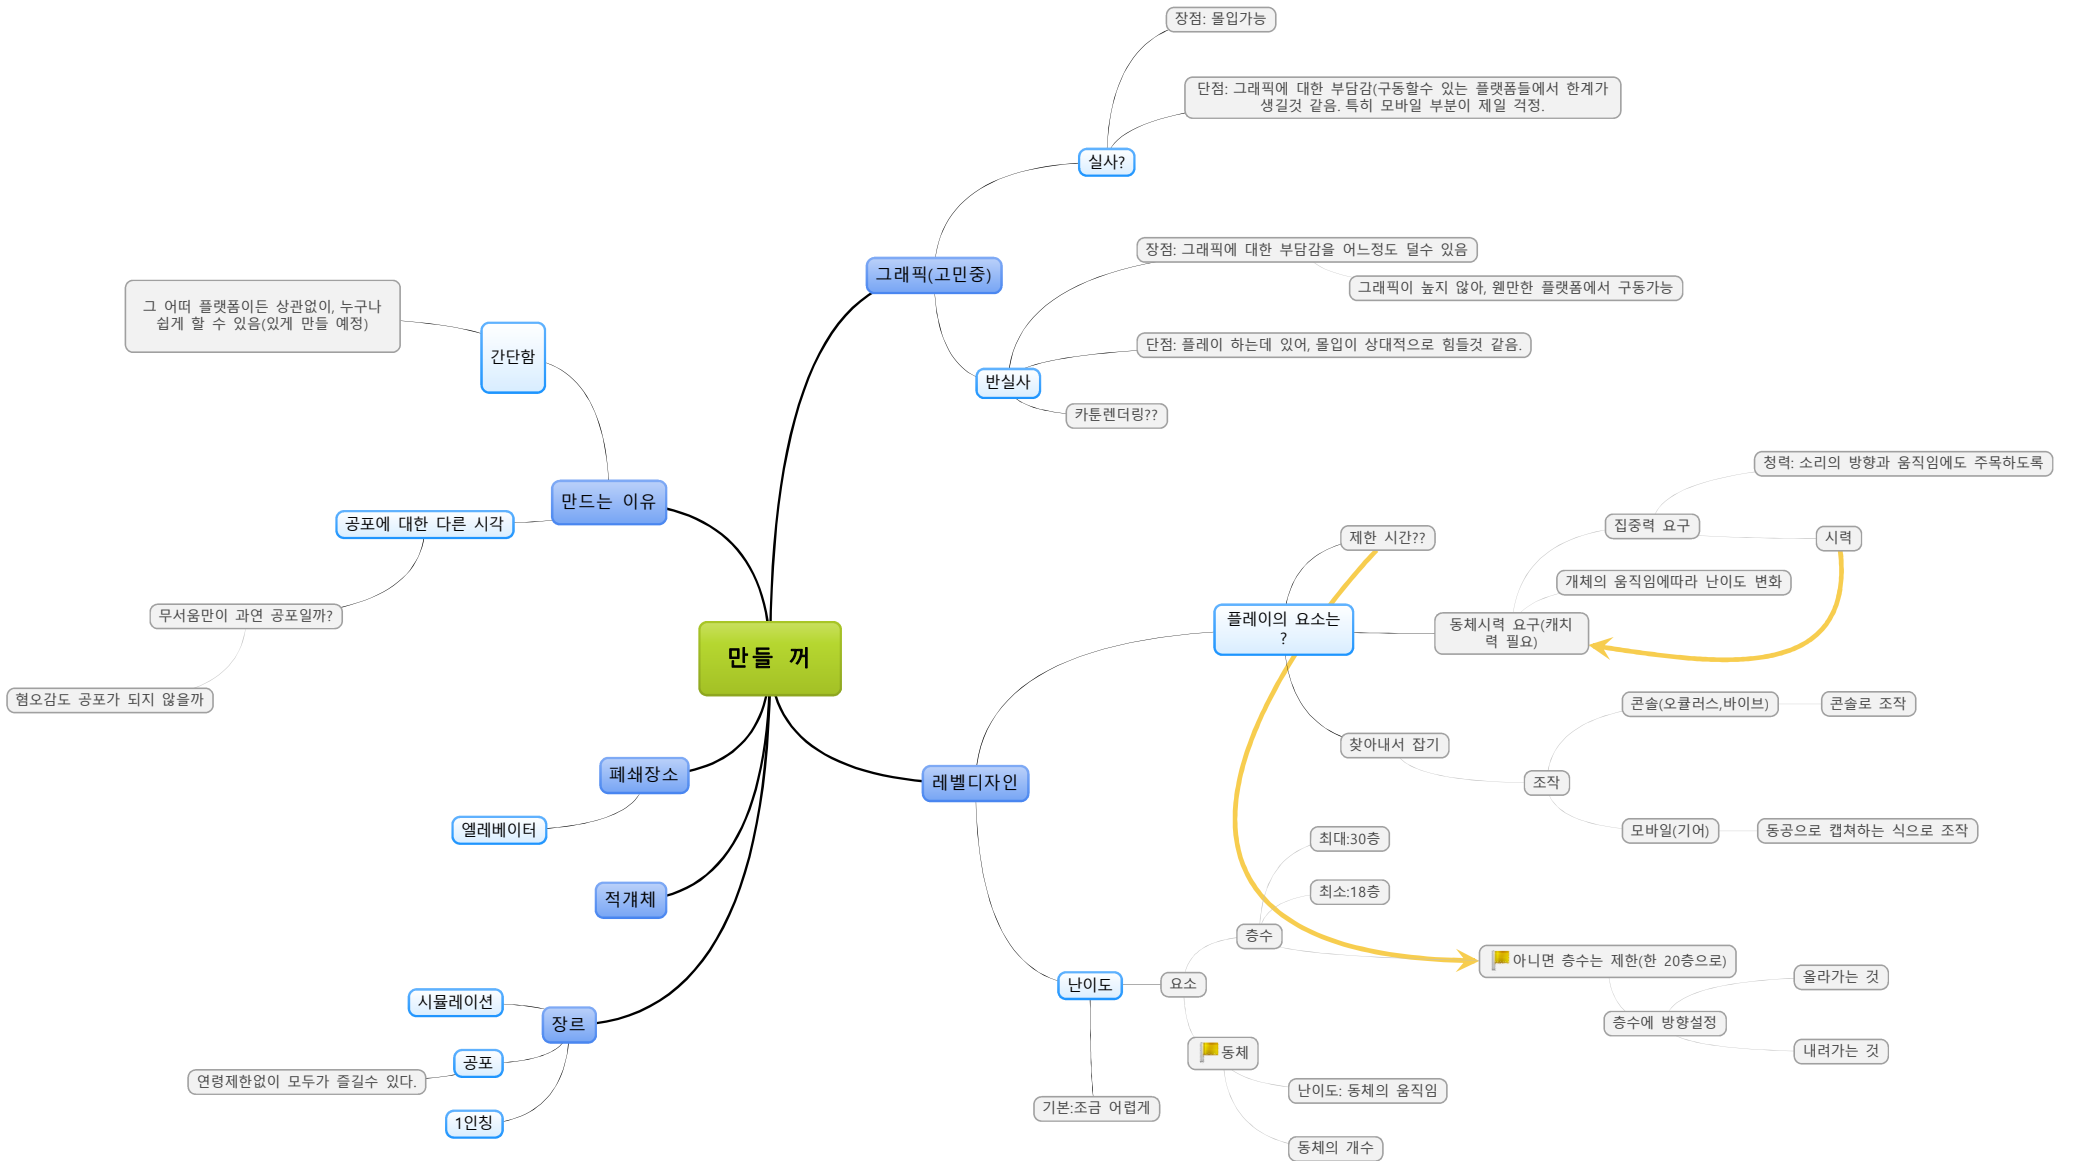 장점: 몰입가능
단점: 그래픽에 대한 부담감(구동할수 있는 플랫폼들에서 한계가
생길것 같음. 특히 모바일 부분이 제일 걱정.
실사?
그래픽(고민중)
장점: 그래픽에 대한 부담감을 어느정도 덜수 있음
그래픽이 높지 않아, 웬만한 플랫폼에서 구동가능
단점: 플레이 하는데 있어, 몰입이 상대적으로 힘들것 같음.
반실사
카툰렌더링??
그 어떠 플랫폼이든 상관없이, 누구나
쉽게 할 수 있음(있게 만들 예정)
간단함
만드는 이유
공포에 대한 다른 시각
무서움만이 과연 공포일까?
혐오감도 공포가 되지 않을까
만들 꺼
폐쇄장소
엘레베이터
적걔체
장르
시뮬레이션
공포
연령제한없이 모두가 즐길수 있다.
1인칭
레벨디자인
플레이의 요소는
?
제한 시간??
동체시력 요구(캐치
력 필요)
집중력 요구
청력: 소리의 방향과 움직임에도 주목하도록
시력
개체의 움직임에따라 난이도 변화
찾아내서 잡기
조작
콘솔(오큘러스,바이브)
콘솔로 조작
모바일(기어)
동공으로 캡쳐하는 식으로 조작
난이도
요소
층수
최대:30층
최소:18층
아니면 층수는 제한(한 20층으로)
층수에 방향설정
올라가는 것
내려가는 것
동체
난이도: 동체의 움직임
동체의 개수
기본:조금 어렵게